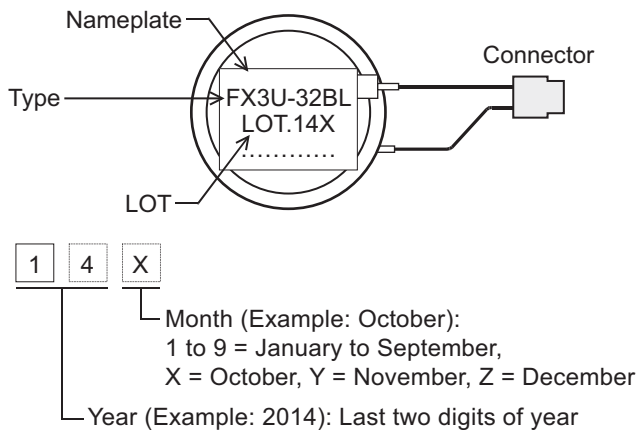 Nameplate
Connector
Type
FX3U-32BL
LOT.14X
............
LOT
1 4 X
Month (Example: October):
1 to 9 = January to September,
X = October, Y = November, Z = December
Year (Example: 2014): Last two digits of year